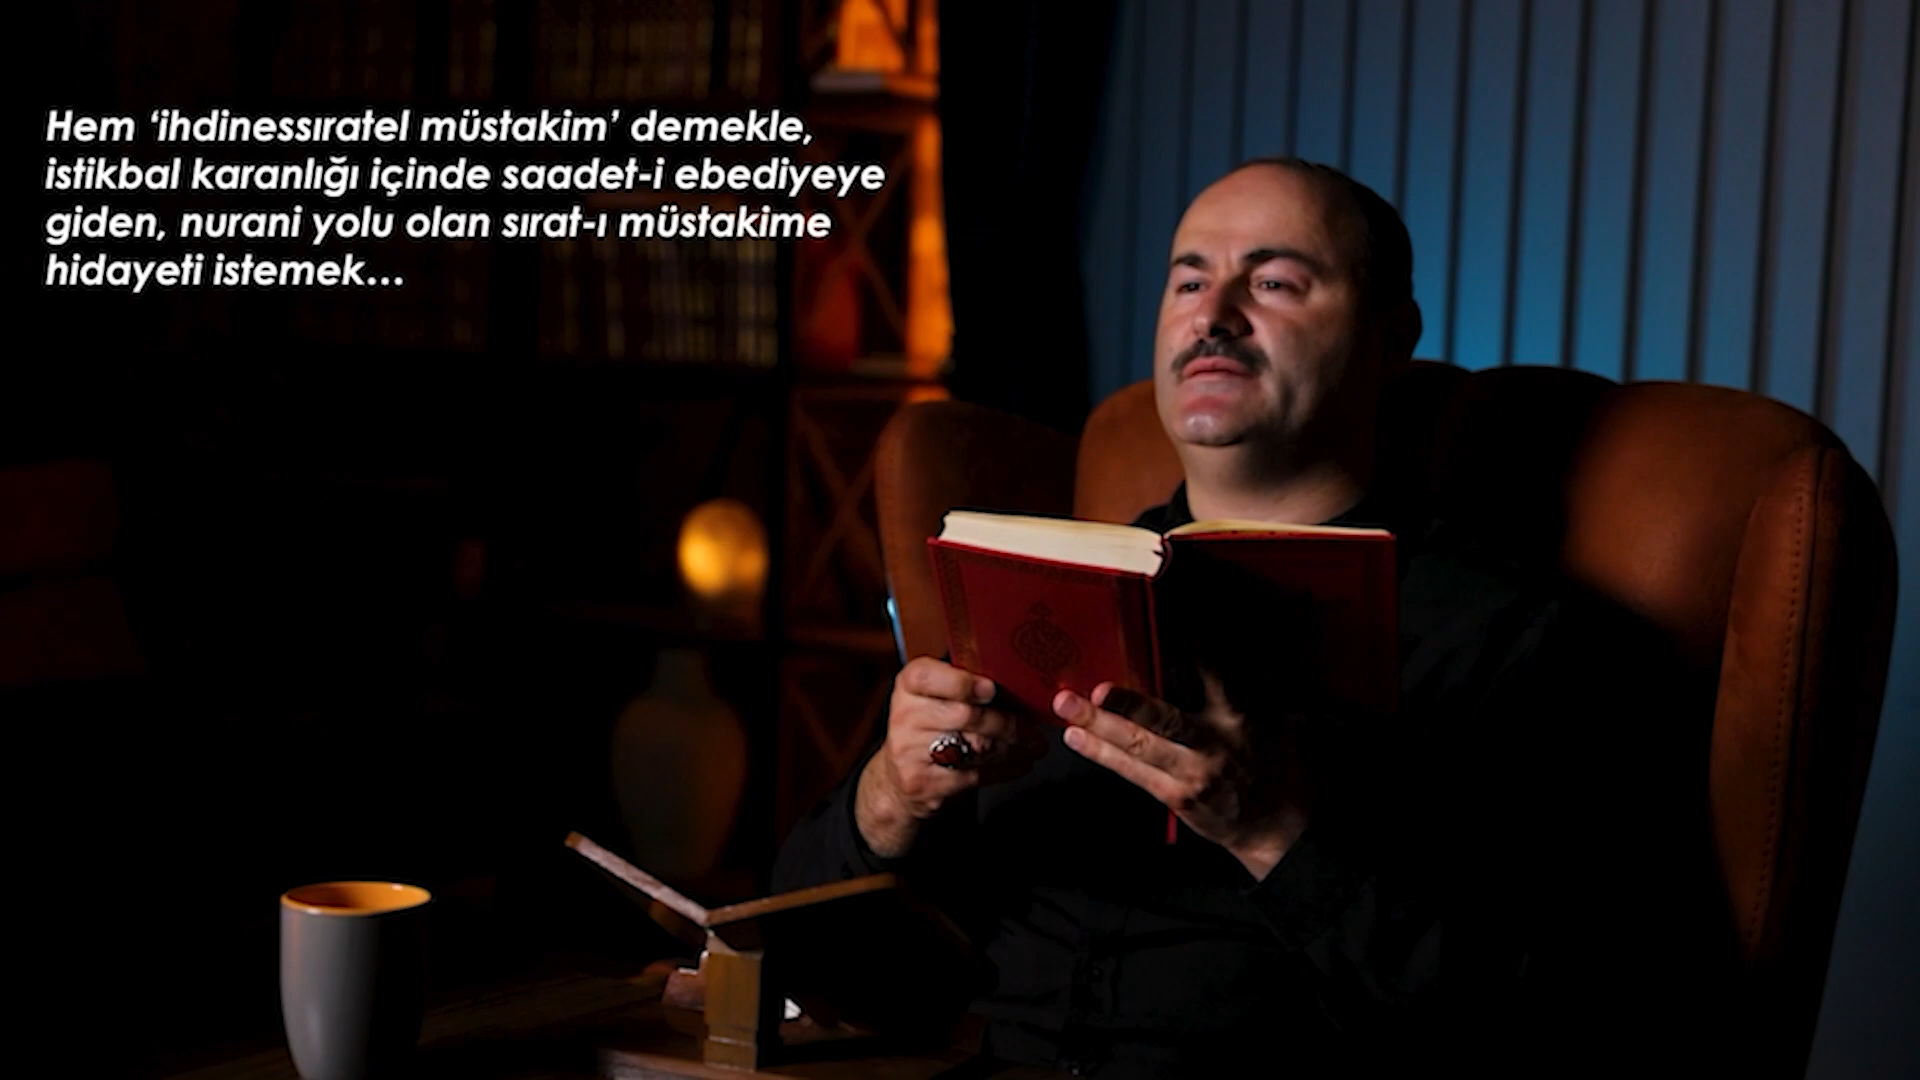 Hem ‘ihdinessıratel müstakim’ demekle,
istikbal karanlığı içinde saadet-i ebediyeye
giden, nurani yolu olan sırat-ı müstakime
hidayeti istemek...